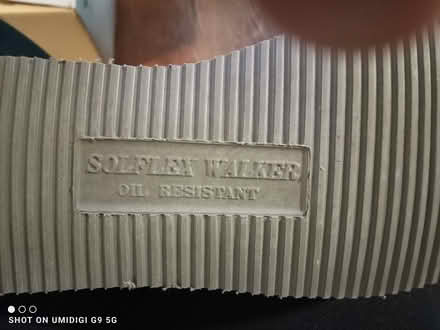 SOLFLEX WALKER
OIL RESISTANT
SHOT ON UMIDIGI G9 5G